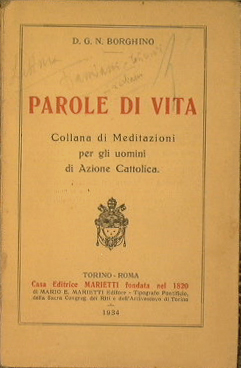 D. G. N. BORGHINO
PAROLE DI VITA
Collana di Meditazioni
per gli uomini
di Azione Cattolica.
TORINO - ROMA
Casa Editrice MARIETTI fondata nel 1820
di MARIO E. MARIETTI Editore - Tipografo Pontificio,
della Sacra Congreg. dei Riti e dell'Arcivescovo di Torino
1934